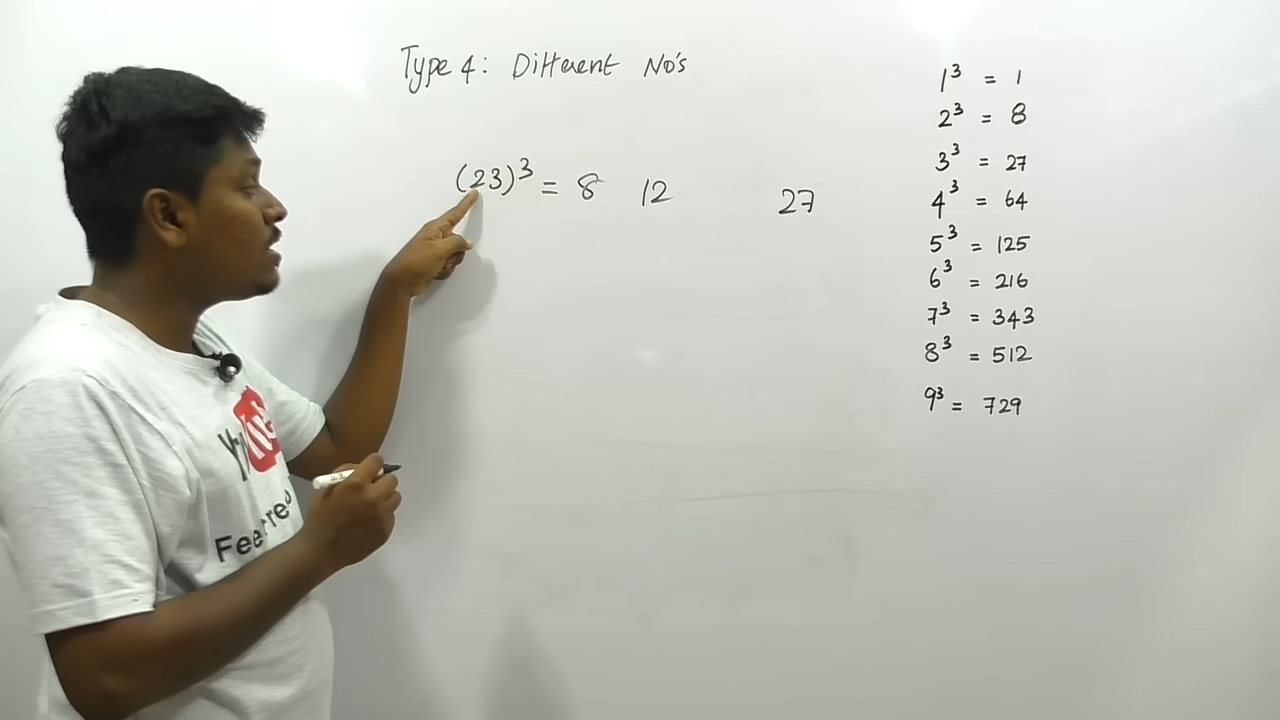 Type 4: Different No's
(23)³ = 8 12 27
1³ = 1
2³ = 8
3³ = 27
4³ = 64
5³ = 125
6³ = 216
7³ = 343
8³ = 512
9³ = 729